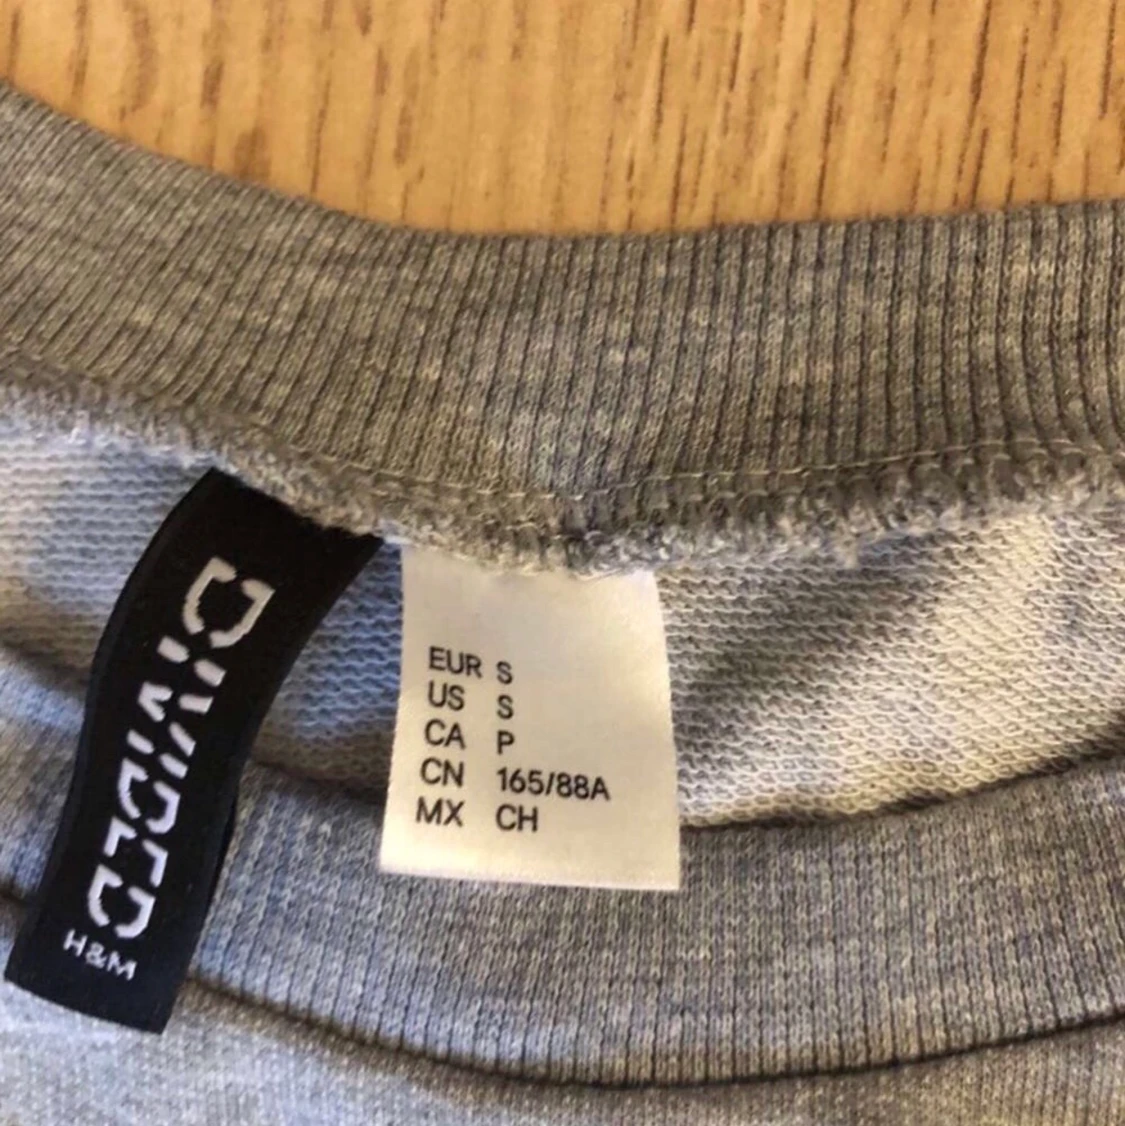 DIVIDED
H&M
EUR S
US S
CA P
CN 165/88A
MX CH